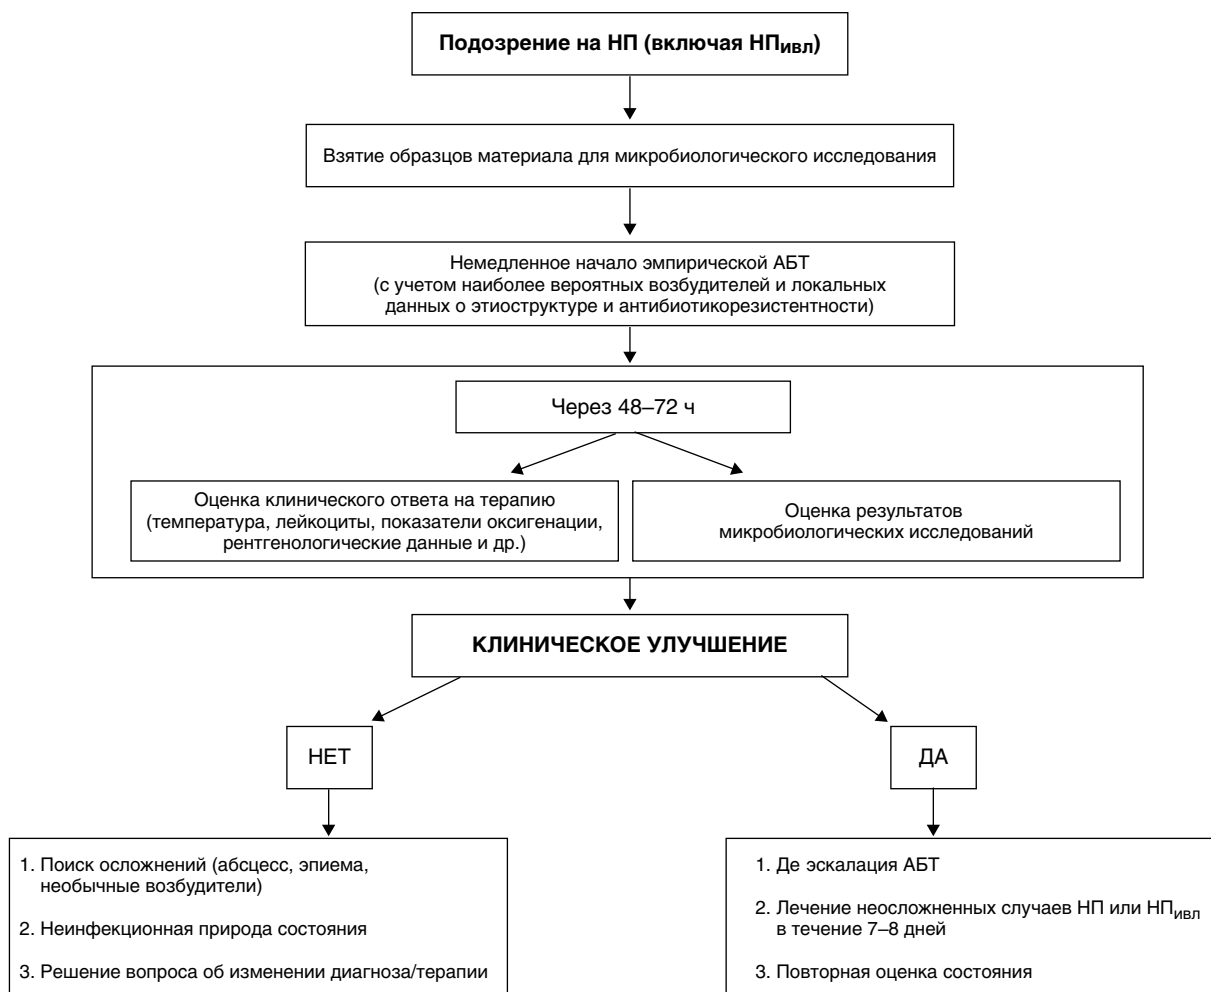 Подозрение на НП (включая НПивл)
Взятие образцов материала для микробиологического исследования
Немедленное начало эмпирической АБТ
(с учетом наиболее вероятных возбудителей и локальных
данных о этиоструктуре и антибиотикорезистентности)
Через 48–72 ч
Оценка клинического ответа на терапию
(температура, лейкоциты, показатели оксигенации,
рентгенологические данные и др.)
Оценка результатов
микробиологических исследований
КЛИНИЧЕСКОЕ УЛУЧШЕНИЕ
НЕТ
ДА
1. Поиск осложнений (абсцесс, эпиема,
необычные возбудители)
2. Неинфекционная природа состояния
3. Решение вопроса об изменении диагноза/терапии
1. Де эскалация АБТ
2. Лечение неосложненных случаев НП или НПивл
в течение 7–8 дней
3. Повторная оценка состояния